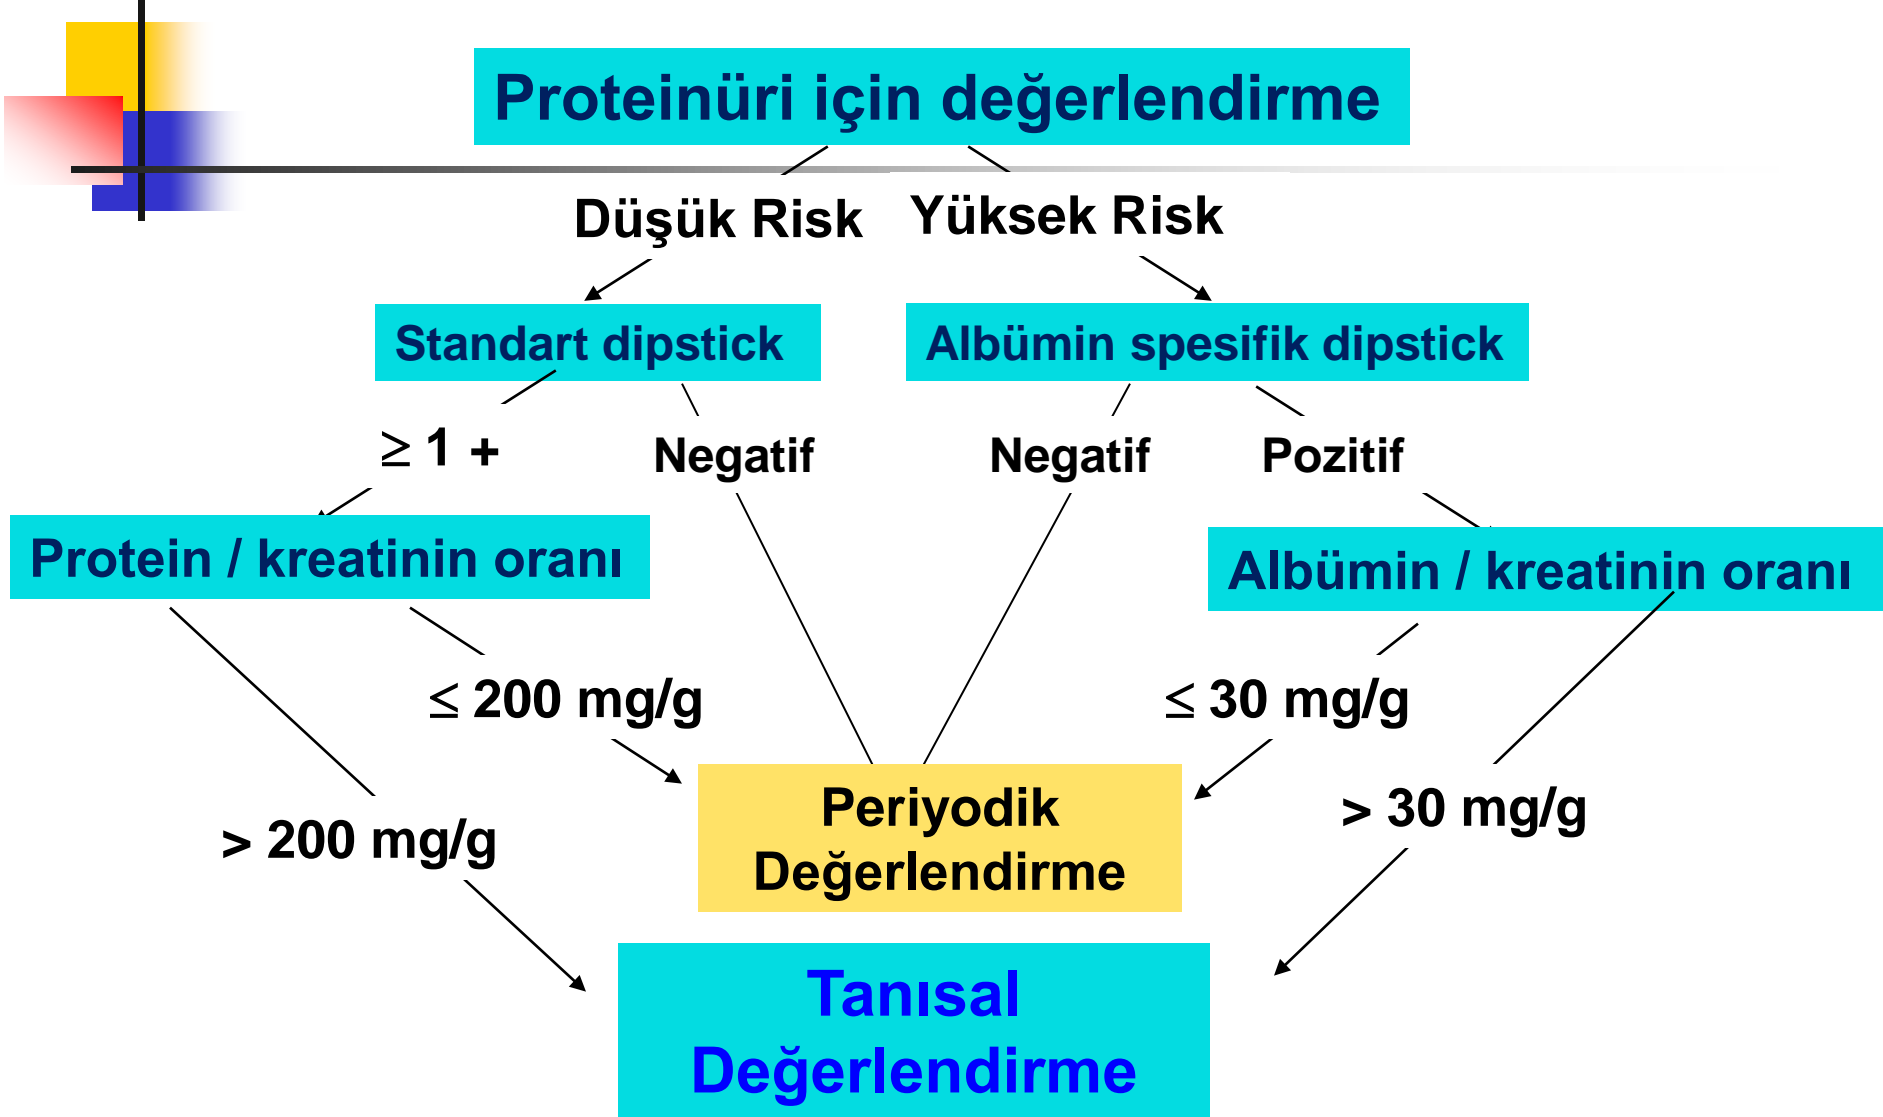 Proteinüri için değerlendirme
Düşük Risk
Yüksek Risk
Standart dipstick
Albümin spesifik dipstick
≥ 1 +
Negatif
Negatif
Pozitif
Protein / kreatinin oranı
Albümin / kreatinin oranı
≤ 200 mg/g
≤ 30 mg/g
> 200 mg/g
Periyodik
Değerlendirme
> 30 mg/g
Tanısal
Değerlendirme